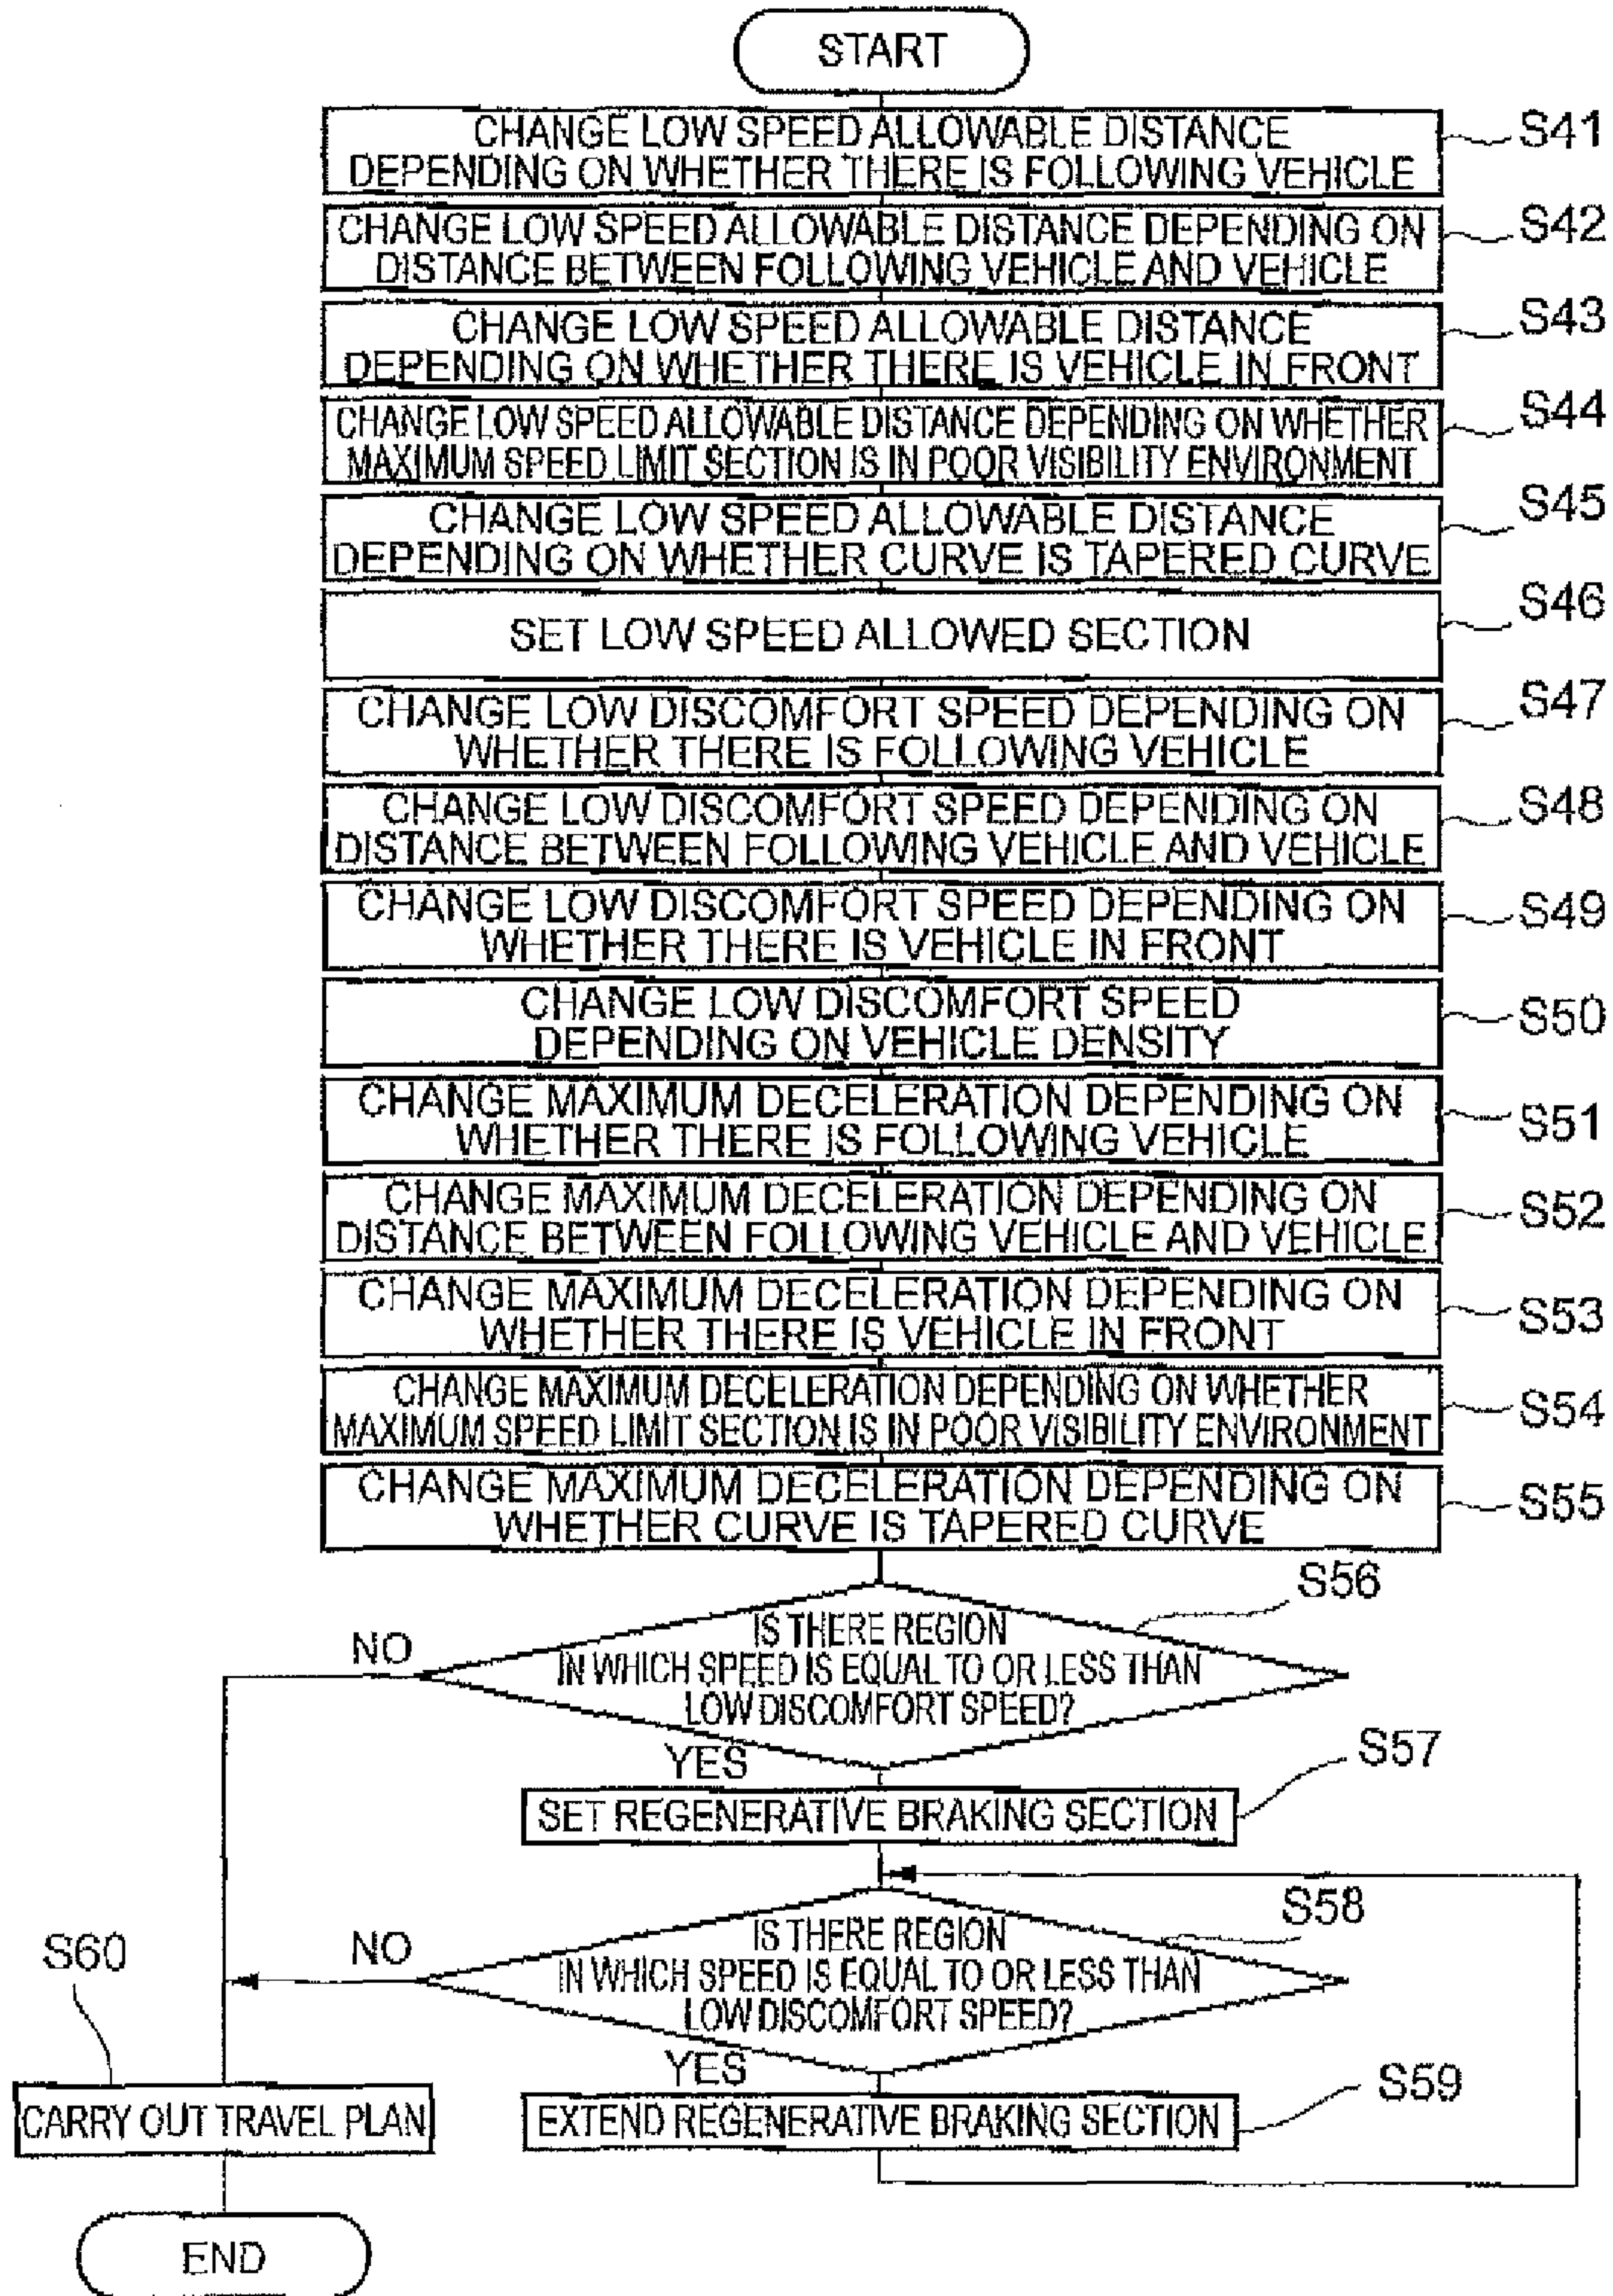 START
CHANGE LOW SPEED ALLOWABLE DISTANCE
DEPENDING ON WHETHER THERE IS FOLLOWING VEHICLE
S41
CHANGE LOW SPEED ALLOWABLE DISTANCE DEPENDING ON
DISTANCE BETWEEN FOLLOWING VEHICLE AND VEHICLE
S42
CHANGE LOW SPEED ALLOWABLE DISTANCE
DEPENDING ON WHETHER THERE IS VEHICLE IN FRONT
S43
CHANGE LOW SPEED ALLOWABLE DISTANCE DEPENDING ON WHETHER
MAXIMUM SPEED LIMIT SECTION IS IN POOR VISIBILITY ENVIRONMENT
S44
CHANGE LOW SPEED ALLOWABLE DISTANCE
DEPENDING ON WHETHER CURVE IS TAPERED CURVE
S45
SET LOW SPEED ALLOWED SECTION
S46
CHANGE LOW DISCOMFORT SPEED DEPENDING ON
WHETHER THERE IS FOLLOWING VEHICLE
S47
CHANGE LOW DISCOMFORT SPEED DEPENDING ON
DISTANCE BETWEEN FOLLOWING VEHICLE AND VEHICLE
S48
CHANGE LOW DISCOMFORT SPEED DEPENDING ON
WHETHER THERE IS VEHICLE IN FRONT
S49
CHANGE LOW DISCOMFORT SPEED
DEPENDING ON VEHICLE DENSITY
S50
CHANGE MAXIMUM DECELERATION DEPENDING ON
WHETHER THERE IS FOLLOWING VEHICLE
S51
CHANGE MAXIMUM DECELERATION DEPENDING ON
DISTANCE BETWEEN FOLLOWING VEHICLE AND VEHICLE
S52
CHANGE MAXIMUM DECELERATION DEPENDING ON
WHETHER THERE IS VEHICLE IN FRONT
S53
CHANGE MAXIMUM DECELERATION DEPENDING ON WHETHER
MAXIMUM SPEED LIMIT SECTION IS IN POOR VISIBILITY ENVIRONMENT
S54
CHANGE MAXIMUM DECELERATION DEPENDING ON
WHETHER CURVE IS TAPERED CURVE
S55
S56
IS THERE REGION
IN WHICH SPEED IS EQUAL TO OR LESS THAN
LOW DISCOMFORT SPEED?
NO
YES
S57
SET REGENERATIVE BRAKING SECTION
S58
IS THERE REGION
IN WHICH SPEED IS EQUAL TO OR LESS THAN
LOW DISCOMFORT SPEED?
NO
YES
S59
EXTEND REGENERATIVE BRAKING SECTION
S60
CARRY OUT TRAVEL PLAN
END